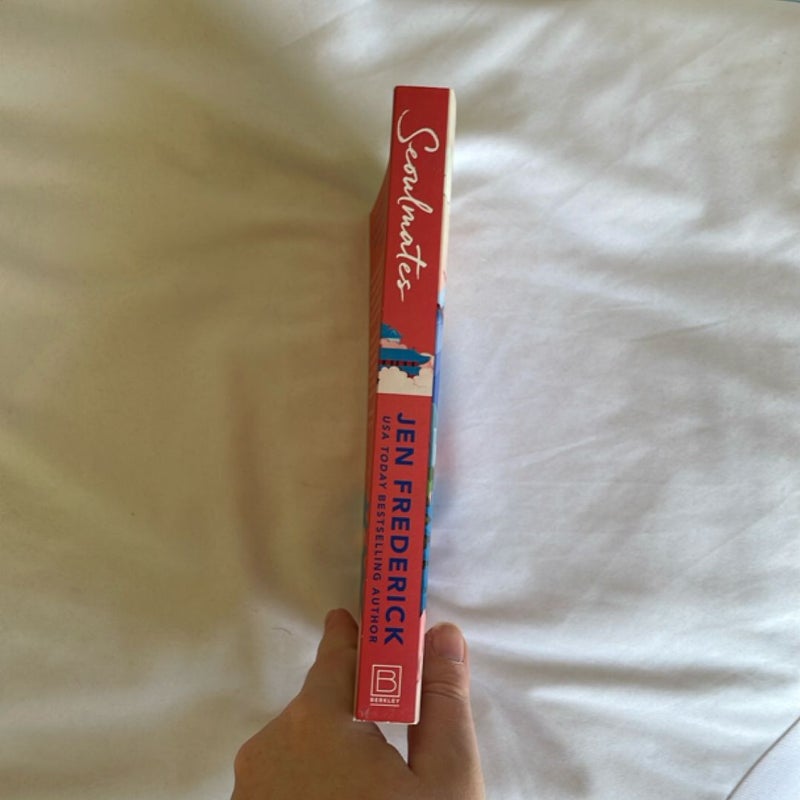 Seoulmates
JEN FREDERICK
USA TODAY BESTSELLING AUTHOR
B
BERKLEY